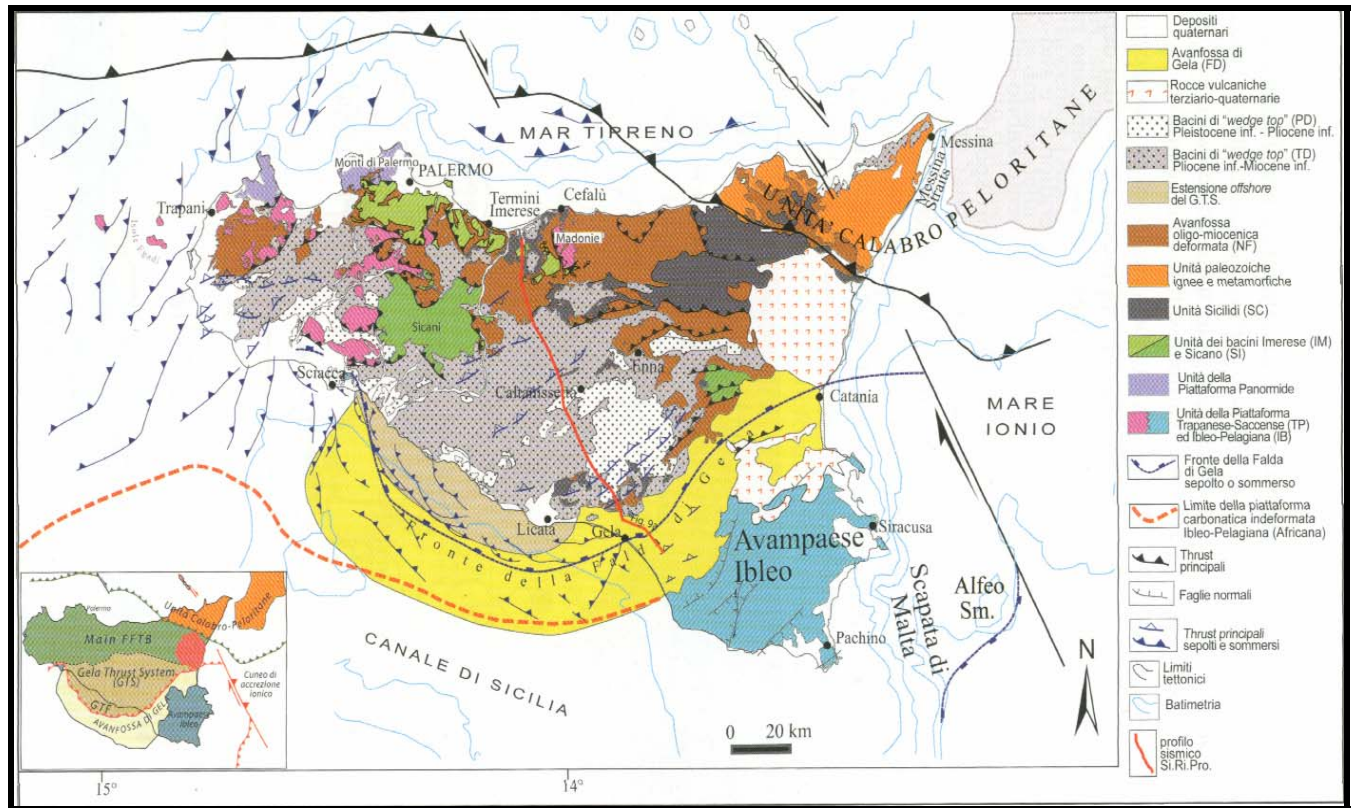 MAR TIRRENO
Monti di Palermo
PALERMO
Trapani
Isole Egadi
Termini
Imerese
Cefalù
Madonie
Messina
Messina
Straits
UNITÀ CALABRO PELORITANE
Sicani
Sciacca
Enna
Caltanissetta
Catania
MARE
IONIO
Licata
Gela
Fig. 9a
Fronte della Falda di Gela
Avampaese
Ibleo
Siracusa
Pachino
Scapata di
Malta
Alfeo
Sm.
CANALE DI SICILIA
N
0 20 km
15°
14°
Palermo
Unità Calabro-Peloritane
Main FFTB
Gela Thrust System
(GTS)
GTF
AVANFOSSA DI GELA
Avampaese
Ibleo
Cuneo di
accrezione
ionico
Depositi
quaternari
Avanfossa di
Gela (FD)
Rocce vulcaniche
terziario-quaternarie
Bacini di "wedge top" (PD)
Pleistocene inf. - Pliocene inf.
Bacini di "wedge top" (TD)
Pliocene inf.-Miocene inf.
Estensione offshore
del G.T.S.
Avanfossa
oligo-miocenica
deformata (NF)
Unità paleozoiche
ignee e metamorfiche
Unità Sicilidi (SC)
Unità dei bacini Imerese (IM)
e Sicano (SI)
Unità della
Piattaforma Panormide
Unità della Piattaforma
Trapanese-Saccense (TP)
ed Ibleo-Pelagiana (IB)
Fronte della Falda
di Gela
sepolto o sommerso
Limite della piattaforma
carbonatica indeformata
Ibleo-Pelagiana (Africana)
Thrust
principali
Faglie normali
Thrust principali
sepolti e sommersi
Limiti
tettonici
Batimetria
profilo
sismico
Si.Ri.Pro.